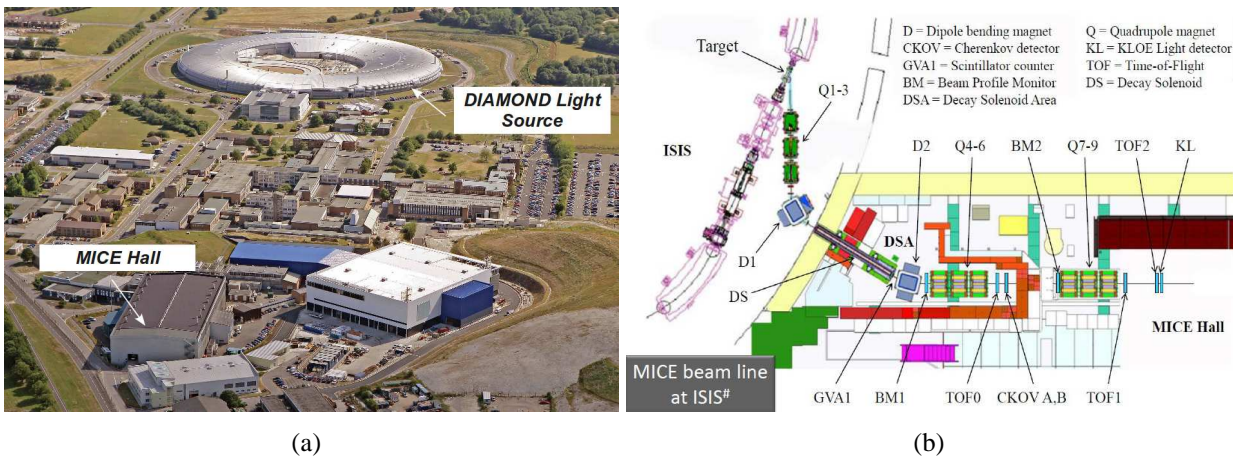 DIAMOND Light
Source
MICE Hall
(a)
D = Dipole bending magnet
CKOV = Cherenkov detector
GVA1 = Scintillator counter
BM = Beam Profile Monitor
DSA = Decay Solenoid Area
Q = Quadrupole magnet
KL = KLOE Light detector
TOF = Time-of-Flight
DS = Decay Solenoid
Target
Q1-3
ISIS
D2
Q4-6
BM2
Q7-9
TOF2
KL
DSA
D1
DS
MICE Hall
MICE beam line
at ISIS#
GVA1
BM1
TOF0
CKOV A,B
TOF1
(b)